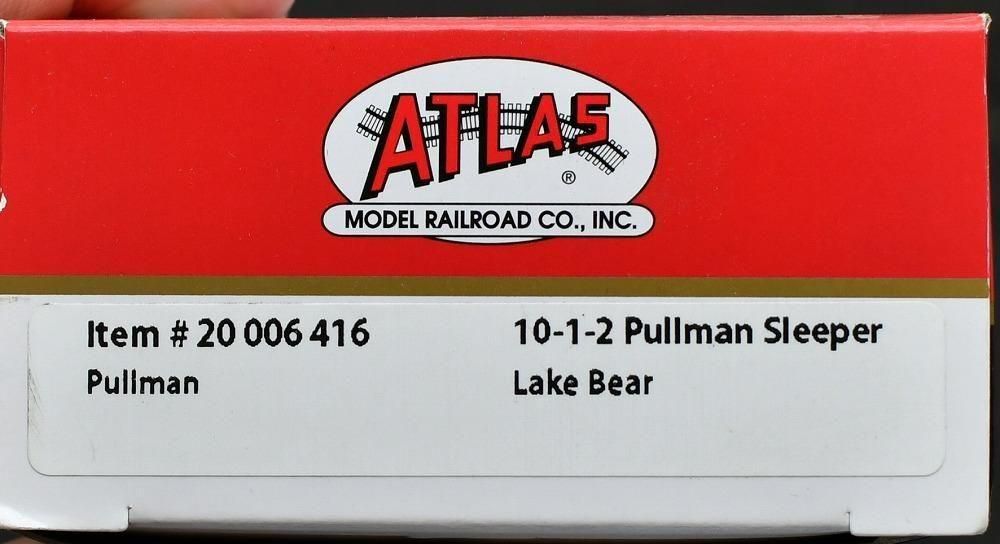 ATLAS
®
MODEL RAILROAD CO., INC.
Item # 20 006 416
Pullman
10-1-2 Pullman Sleeper
Lake Bear